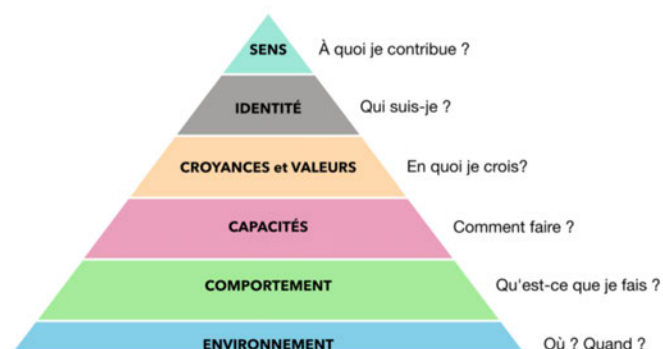 SENS À quoi je contribue ?
IDENTITÉ Qui suis-je ?
CROYANCES et VALEURS En quoi je crois?
CAPACITÉS Comment faire ?
COMPORTEMENT Qu'est-ce que je fais ?
ENVIRONNEMENT Où ? Quand ?